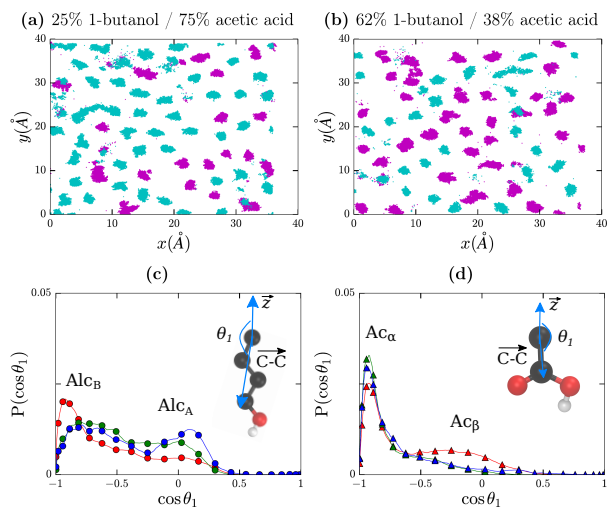 (a) 25% 1-butanol / 75% acetic acid
(b) 62% 1-butanol / 38% acetic acid
40
30
20
10
0
y(Å)
0 10 20 30 40
x(Å)
40
30
20
10
0
y(Å)
0 10 20 30 40
x(Å)
(c)
0.05
0
P(cosθ1)
−1 −0.5 0 0.5 1
cosθ1
AlcB
AlcA
z
θ1
C-C
(d)
0.05
0
P(cosθ1)
−1 −0.5 0 0.5 1
cosθ1
Acα
Acβ
z
θ1
C-C